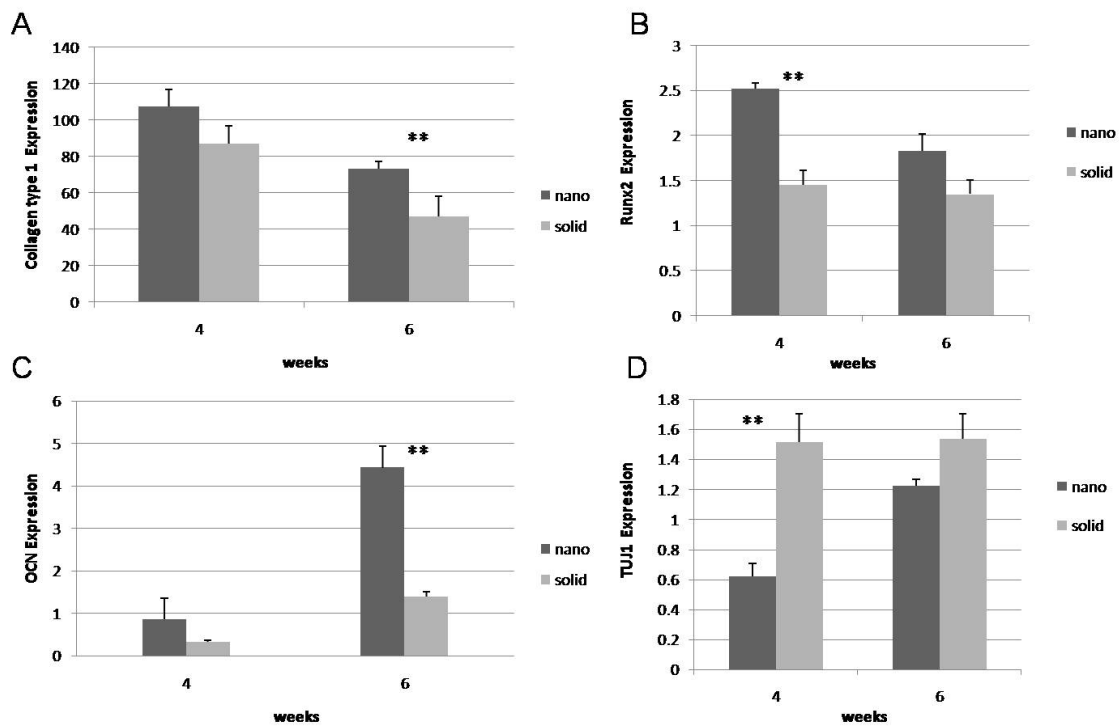 A
Collagen type 1 Expression
140
120
100
80
60
40
20
0
**
4
6
weeks
nano
solid
B
Runx2 Expression
3
2.5
2
1.5
1
0.5
0
**
4
6
weeks
nano
solid
C
OCN Expression
6
5
4
3
2
1
0
**
4
6
weeks
nano
solid
D
TUJ1 Expression
1.8
1.6
1.4
1.2
1
0.8
0.6
0.4
0.2
0
**
4
6
weeks
nano
solid